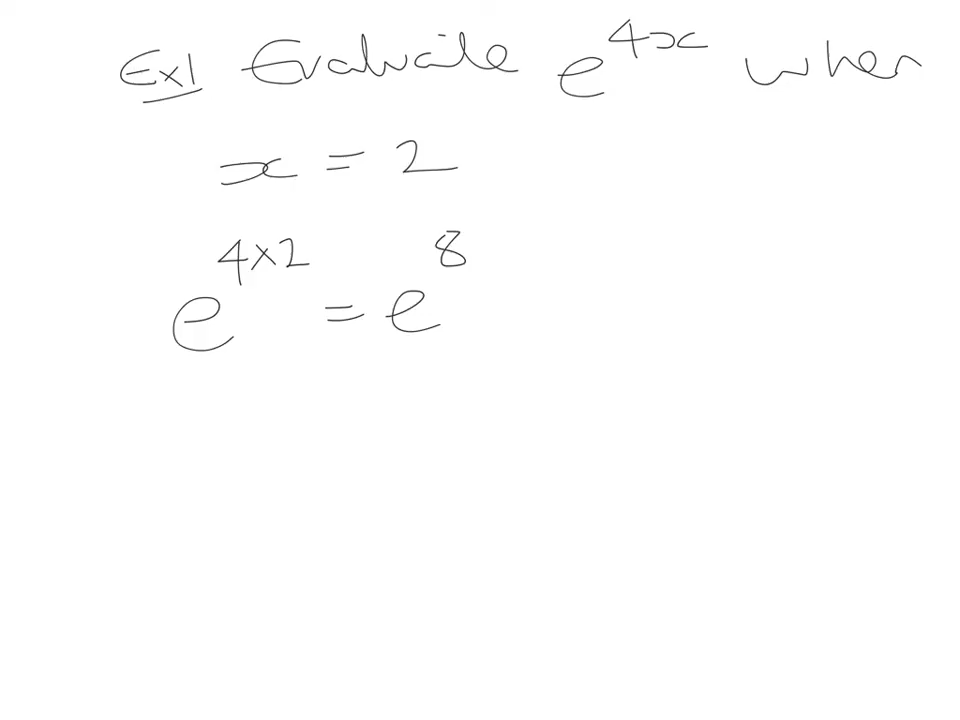 Ex1 Evaluate e^{4x} when
x = 2
e^{4×2} = e^8